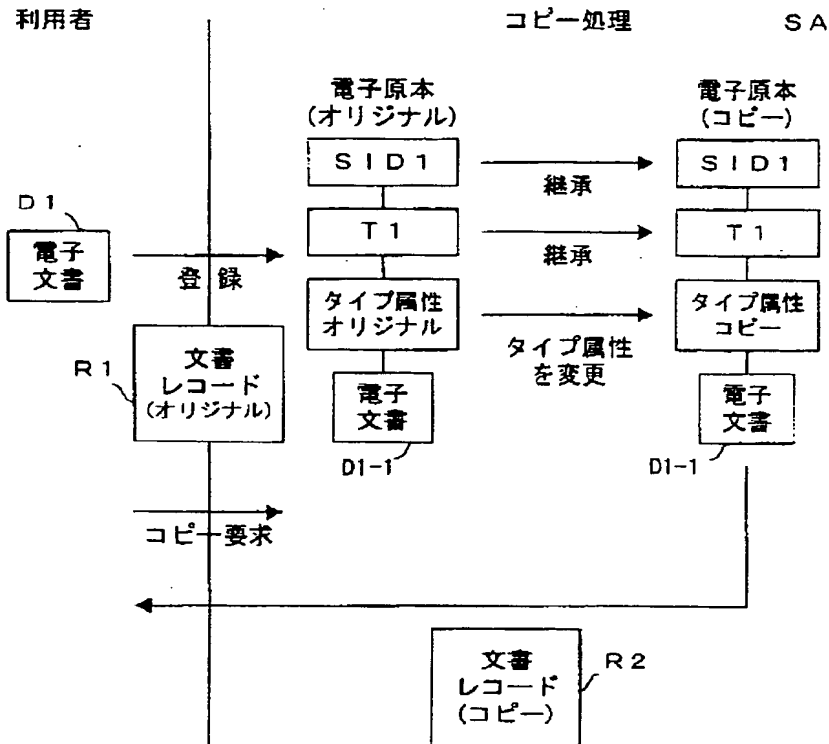 利用者
コピー処理
SA
電子原本
(オリジナル)
電子原本
(コピー)
SID1
継承
SID1
D1
電子
文書
登録
T1
継承
T1
タイプ属性
オリジナル
タイプ属性
を変更
タイプ属性
コピー
R1
文書
レコード
(オリジナル)
電子
文書
D1-1
電子
文書
D1-1
コピー要求
文書
レコード
(コピー)
R2